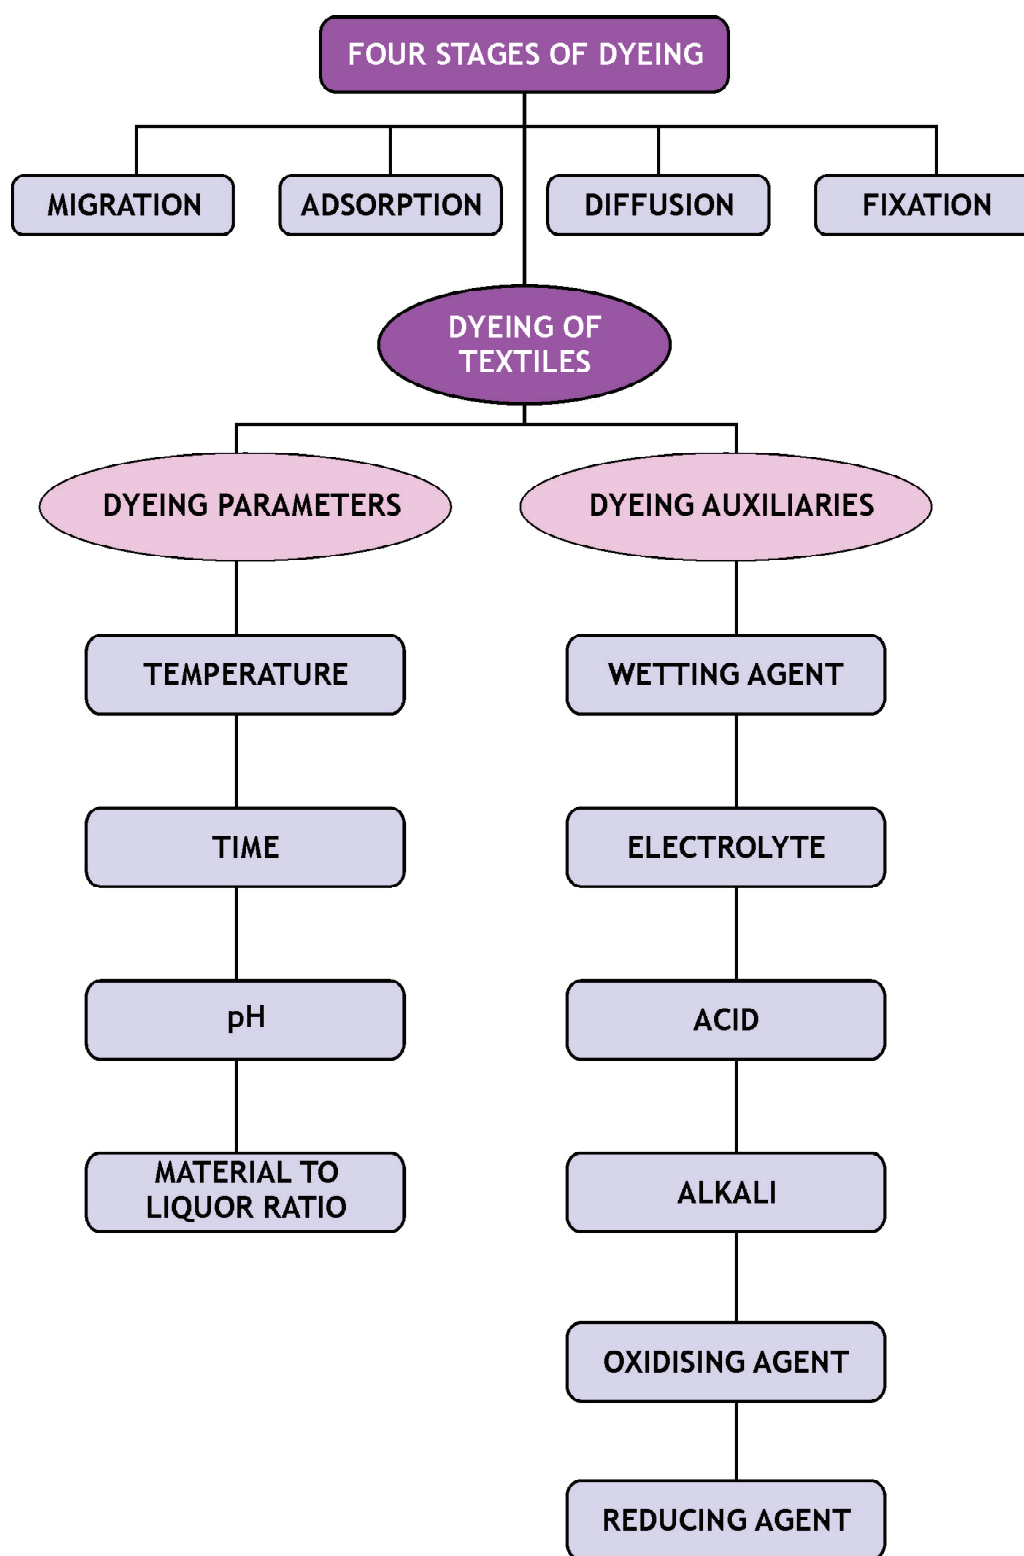 FOUR STAGES OF DYEING
MIGRATION
ADSORPTION
DIFFUSION
FIXATION
DYEING OF
TEXTILES
DYEING PARAMETERS
TEMPERATURE
TIME
pH
MATERIAL TO
LIQUOR RATIO
DYEING AUXILIARIES
WETTING AGENT
ELECTROLYTE
ACID
ALKALI
OXIDISING AGENT
REDUCING AGENT